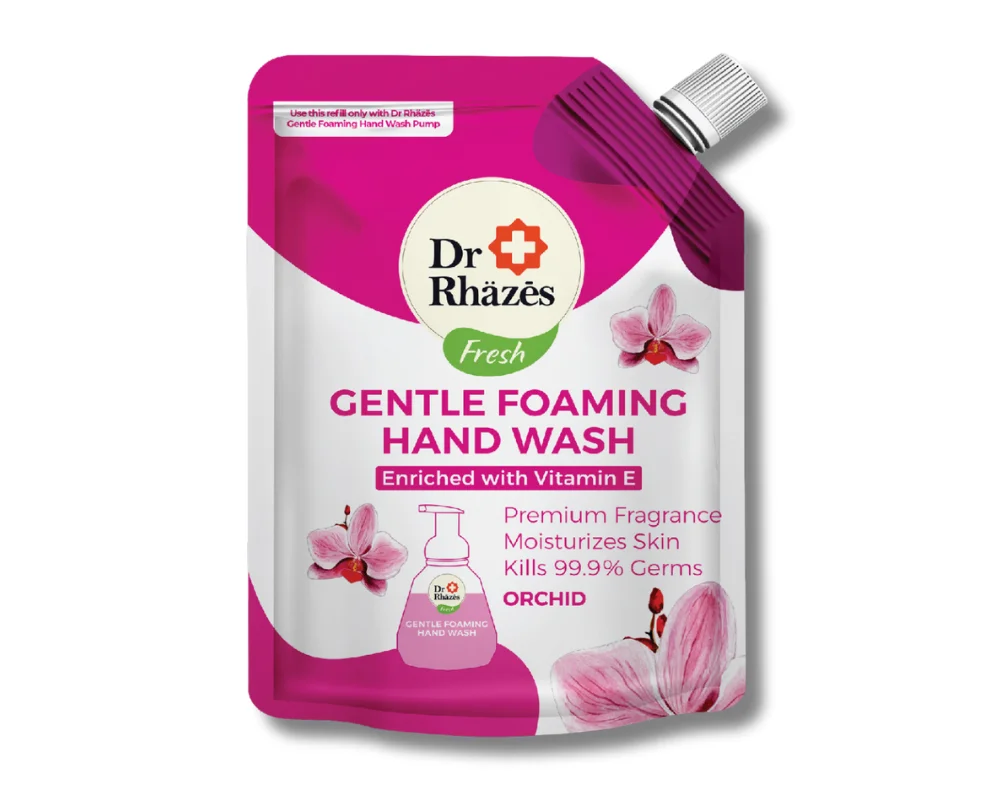 Use this refill only with Dr Rhäzēs
Gentle Foaming Hand Wash Pump
Dr
Rhäzēs
Fresh
GENTLE FOAMING
HAND WASH
Enriched with Vitamin E
Premium Fragrance
Moisturizes Skin
Kills 99.9% Germs
ORCHID
Dr
Rhäzēs
Fresh
GENTLE FOAMING
HAND WASH